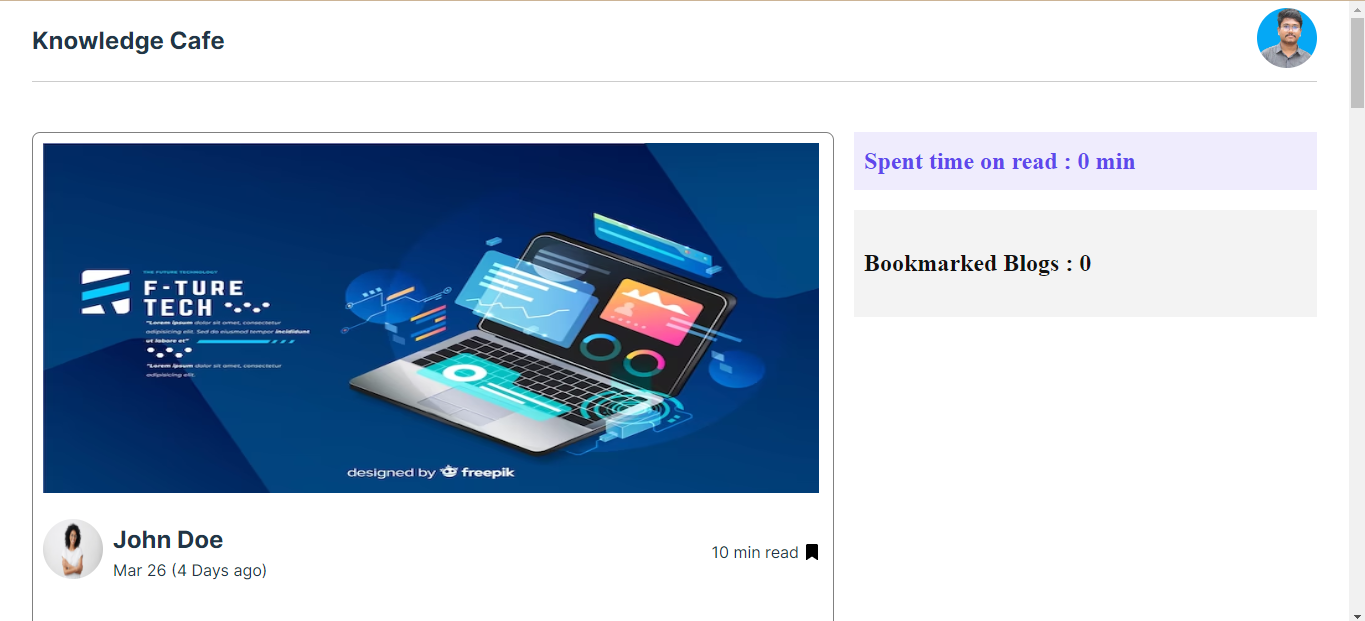 Knowledge Cafe
THE FUTURE TECHNOLOGY
F-TURE
TECH
"Lorem ipsum dolor sit amet, consectetur
adipisicing elit. Sed do eiusmod tempor incididunt
ut labore et"
"Lorem ipsum dolor sit amet, consectetur
adipisicing elit.
designed by freepik
John Doe
Mar 26 (4 Days ago)
10 min read
Spent time on read : 0 min
Bookmarked Blogs : 0